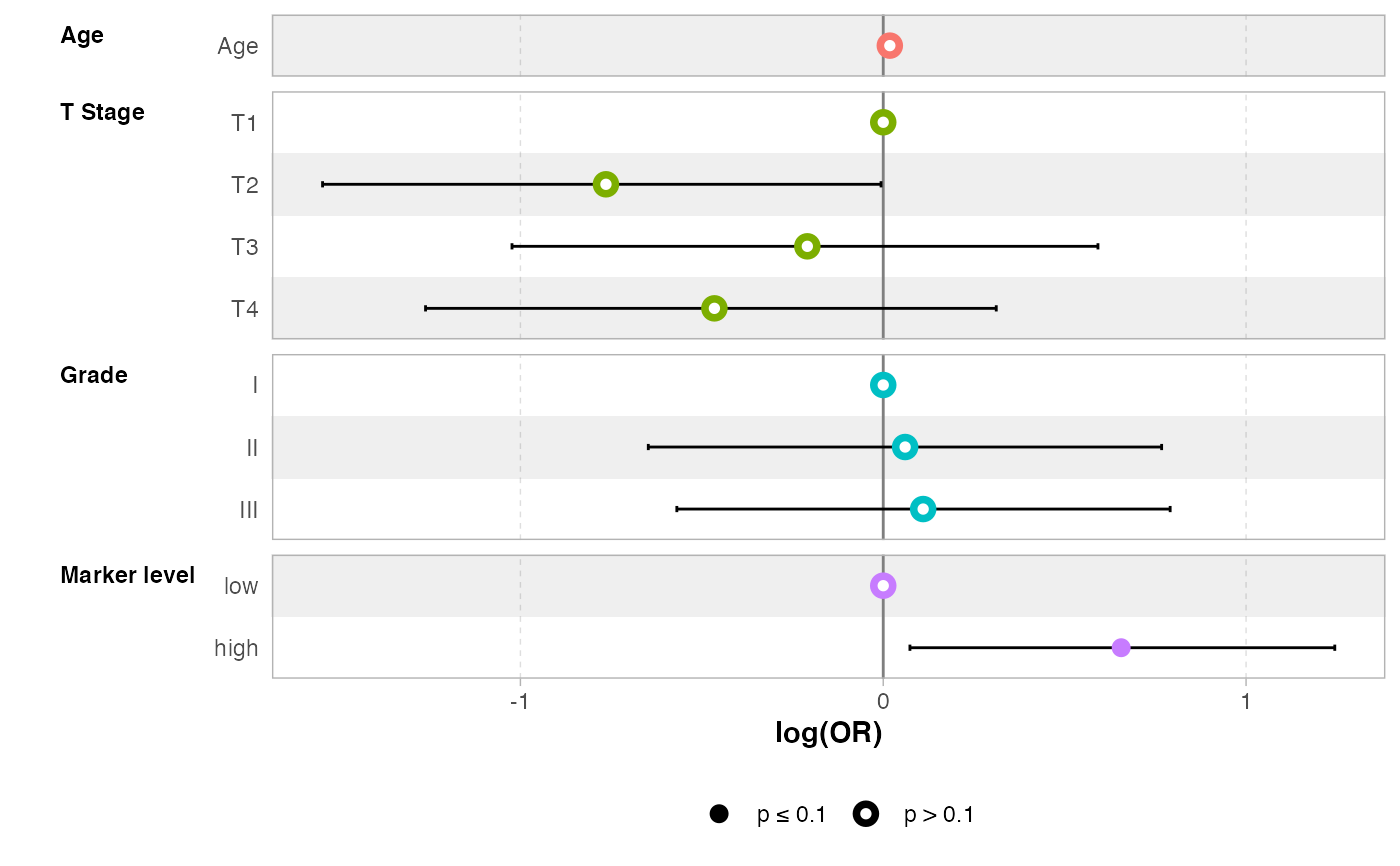 Age
Age
T Stage
T1
T2
T3
T4
Grade
I
II
III
Marker level
low
high
-1 0 1
log(OR)
p ≤ 0.1 p > 0.1